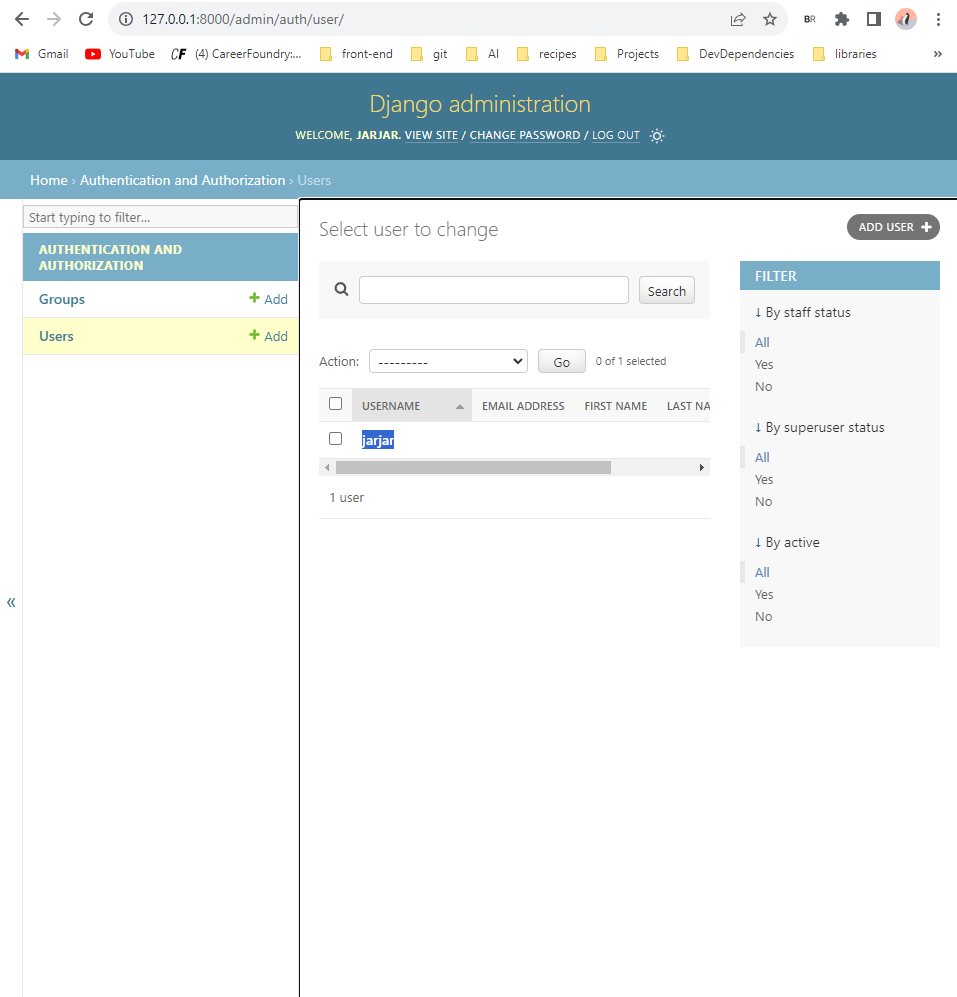 127.0.0.1:8000/admin/auth/user/
BR
Gmail YouTube CF (4) CareerFoundry:... front-end git AI recipes Projects DevDependencies libraries »
Django administration
WELCOME, JARJAR. VIEW SITE / CHANGE PASSWORD / LOG OUT
Home › Authentication and Authorization › Users
Start typing to filter...
AUTHENTICATION AND
AUTHORIZATION
Groups + Add
Users + Add
«
Select user to change
ADD USER +
Search
Action: --------- Go 0 of 1 selected
USERNAME EMAIL ADDRESS FIRST NAME LAST NA
jarjar
1 user
FILTER
↓ By staff status
All
Yes
No
↓ By superuser status
All
Yes
No
↓ By active
All
Yes
No